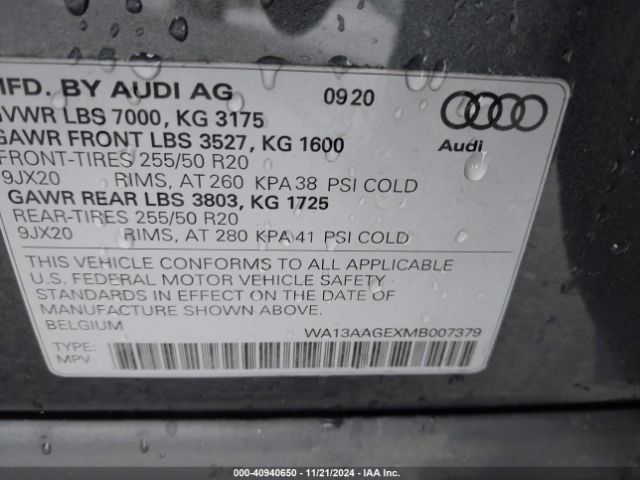 MFD. BY AUDI AG 0920
GVWR LBS 7000, KG 3175
GAWR FRONT LBS 3527, KG 1600
Audi
FRONT-TIRES 255/50 R20
9JX20 RIMS, AT 260 KPA 38 PSI COLD
GAWR REAR LBS 3803, KG 1725
REAR-TIRES 255/50 R20
9JX20 RIMS, AT 280 KPA 41 PSI COLD
THIS VEHICLE CONFORMS TO ALL APPLICABLE
U.S. FEDERAL MOTOR VEHICLE SAFETY
STANDARDS IN EFFECT ON THE DATE OF
MANUFACTURE SHOWN ABOVE.
BELGIUM WA13AAGEXMB007379
TYPE:
MPV
000-40940650 | 11/21/2024 | IAAI.COM